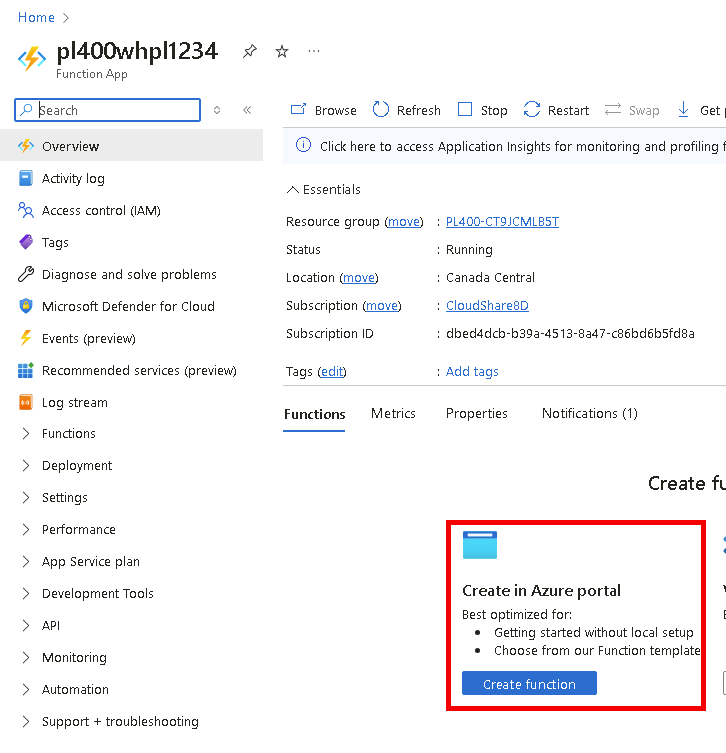 Home
pl400whpl1234
Function App
Search
Browse Refresh Stop Restart Swap Get
Overview
Click here to access Application Insights for monitoring and profiling
Activity log
Essentials
Access control (IAM)
Resource group (move) : PL400-CT9JCMLB5T
Tags
Status : Running
Diagnose and solve problems
Location (move) : Canada Central
Microsoft Defender for Cloud
Subscription (move) : CloudShare8D
Events (preview)
Subscription ID : dbed4dcb-b39a-4513-8a47-c86bd6b5fd8a
Recommended services (preview)
Tags (edit) : Add tags
Log stream
Functions Metrics Properties Notifications (1)
Functions
Deployment
Settings
Create
Performance
App Service plan
Development Tools
API
Monitoring
Automation
Support + troubleshooting
Create in Azure portal
Best optimized for:
• Getting started without local setup
• Choose from our Function template
Create function